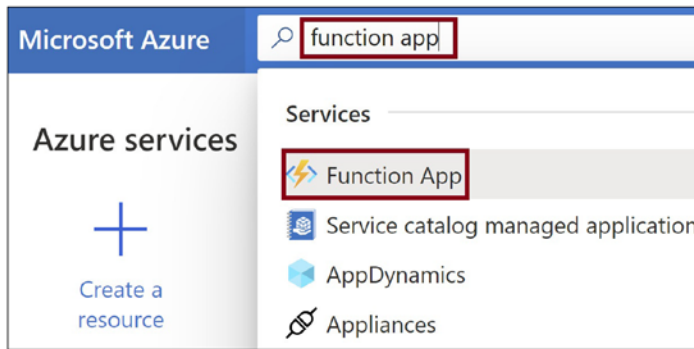 Microsoft Azure
function app
Azure services
Services
Function App
Service catalog managed application
AppDynamics
Appliances
Create a
resource